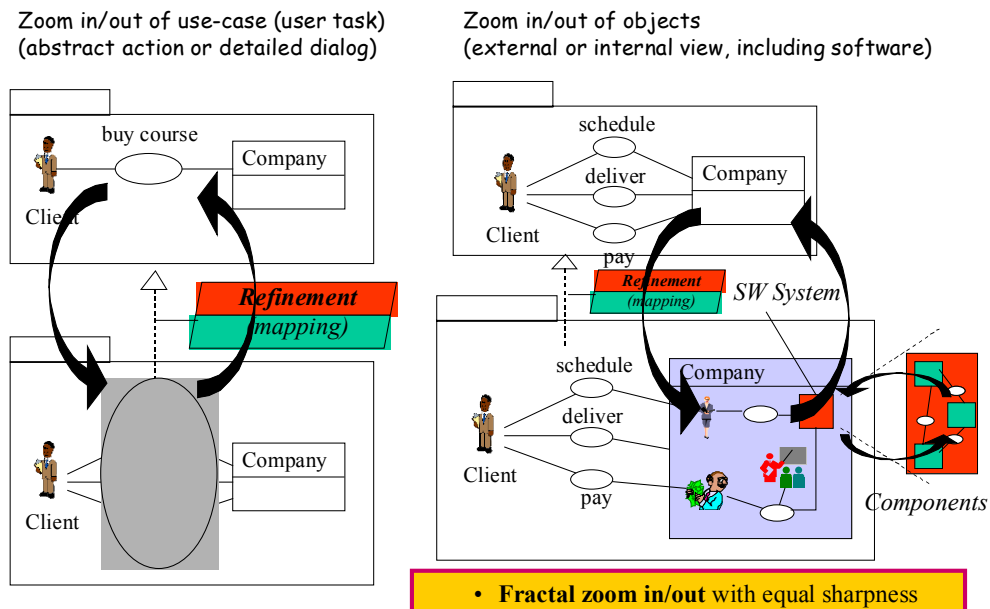 Zoom in/out of use-case (user task)
(abstract action or detailed dialog)
buy course
Company
Client
Refinement
(mapping)
Company
Client
Zoom in/out of objects
(external or internal view, including software)
schedule
Company
deliver
Client
pay
Refinement
(mapping)
SW System
schedule
Company
deliver
Client
pay
Components
• Fractal zoom in/out with equal sharpness